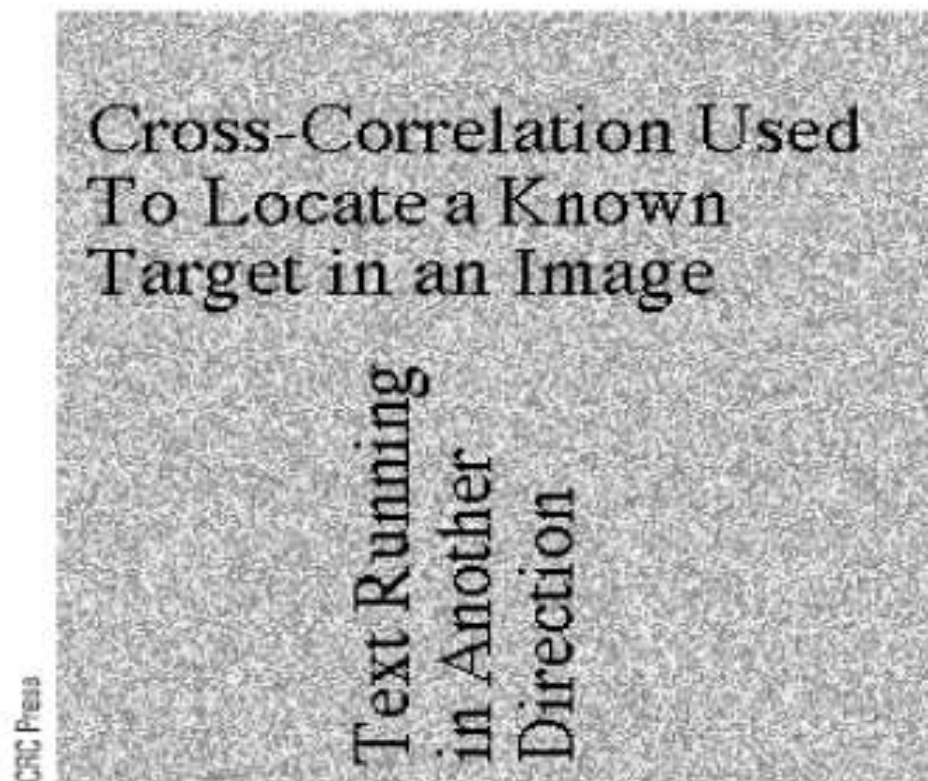 Cross-Correlation Used
To Locate a Known
Target in an Image
Text Running
in Another
Direction
CRC Press